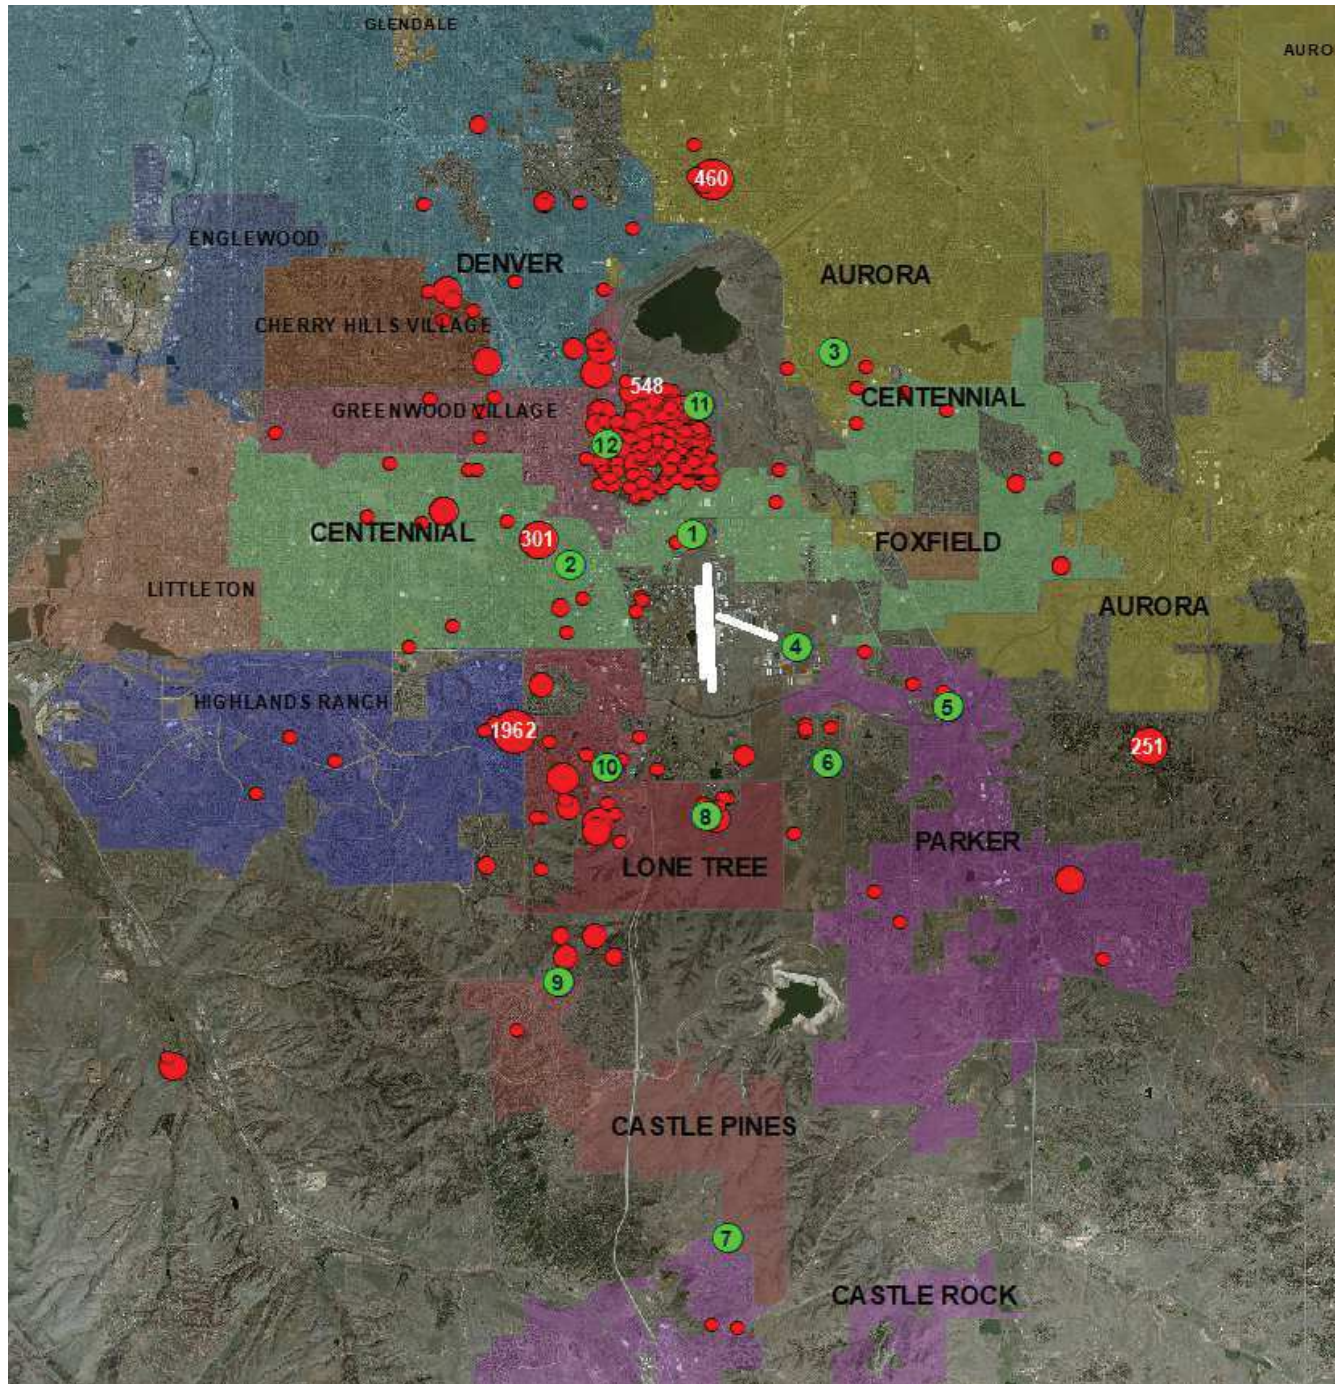 GLENDALE
AURO
460
ENGLEWOOD
DENVER
AURORA
CHERRY HILLS VILLAGE
3
548
CENTENNIAL
11
GREENWOOD VILLAGE
12
CENTENNIAL
301
1
FOXFIELD
2
LITTLETON
AURORA
4
HIGHLANDS RANCH
5
1962
251
10
6
8
PARKER
LONE TREE
9
CASTLE PINES
7
CASTLE ROCK